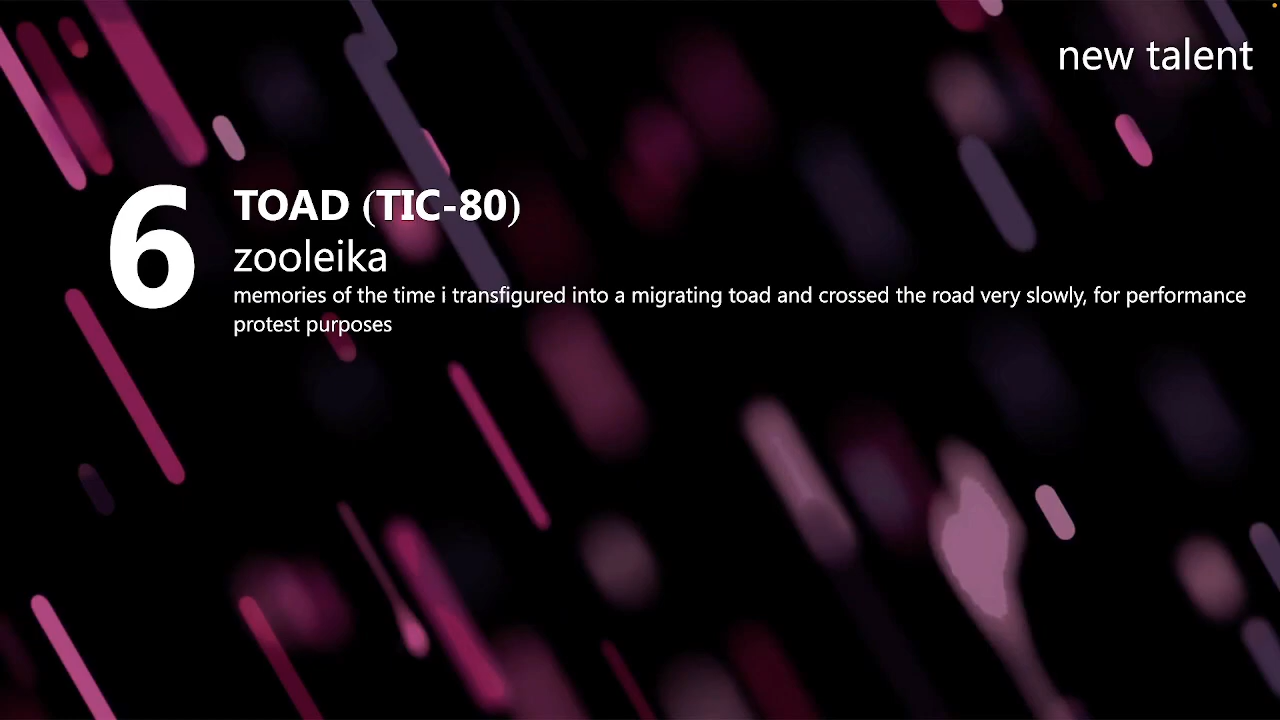 new talent
6
TOAD (TIC-80)
zooleika
memories of the time i transfigured into a migrating toad and crossed the road very slowly, for performance
protest purposes